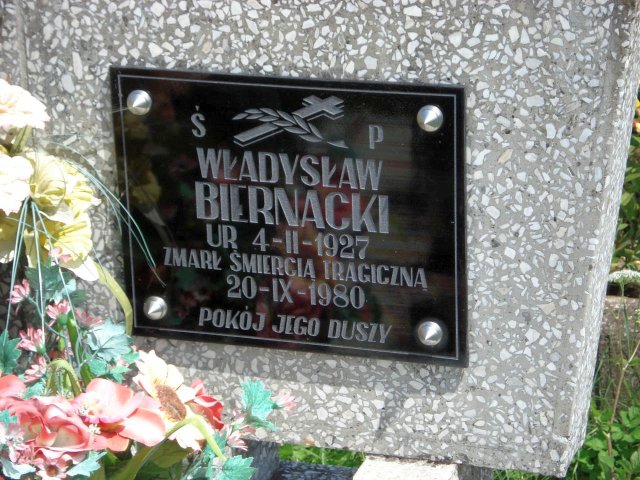 Ś P
WŁADYSŁAW
BIERNACKI
UR 4-II-1927
ZMARŁ ŚMIERCIĄ TRAGICZNĄ
20-IX-1980
POKÓJ JEGO DUSZY